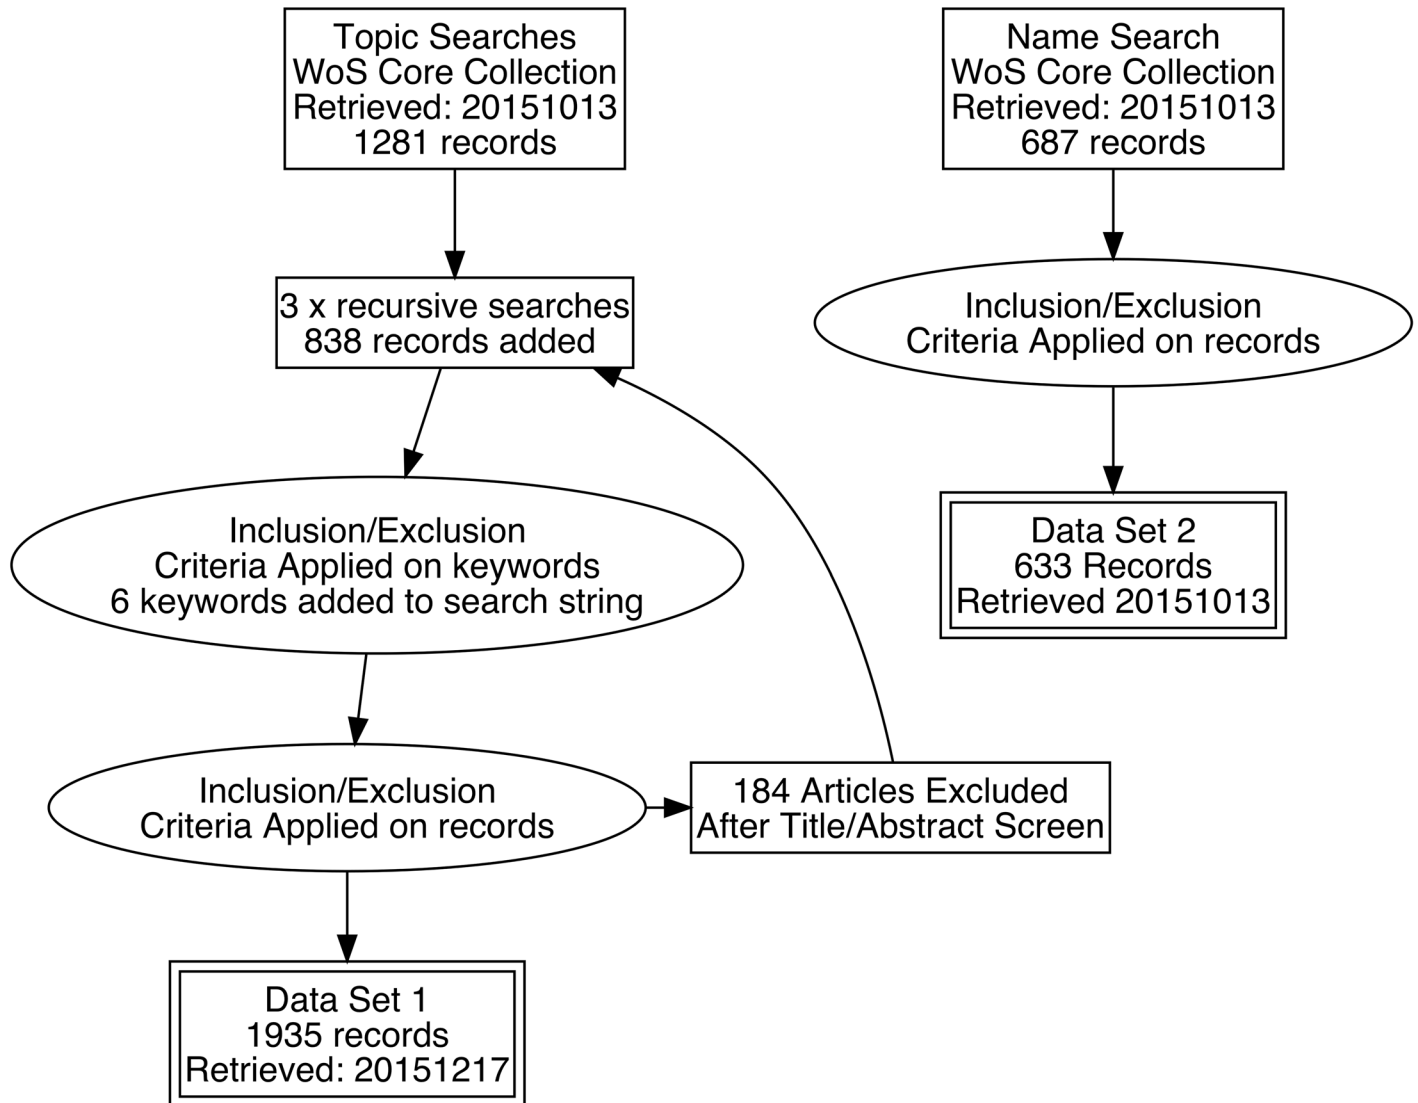 Topic Searches
WoS Core Collection
Retrieved: 20151013
1281 records
Name Search
WoS Core Collection
Retrieved: 20151013
687 records
3 x recursive searches
838 records added
Inclusion/Exclusion
Criteria Applied on records
Inclusion/Exclusion
Criteria Applied on keywords
6 keywords added to search string
Data Set 2
633 Records
Retrieved 20151013
Inclusion/Exclusion
Criteria Applied on records
184 Articles Excluded
After Title/Abstract Screen
Data Set 1
1935 records
Retrieved: 20151217